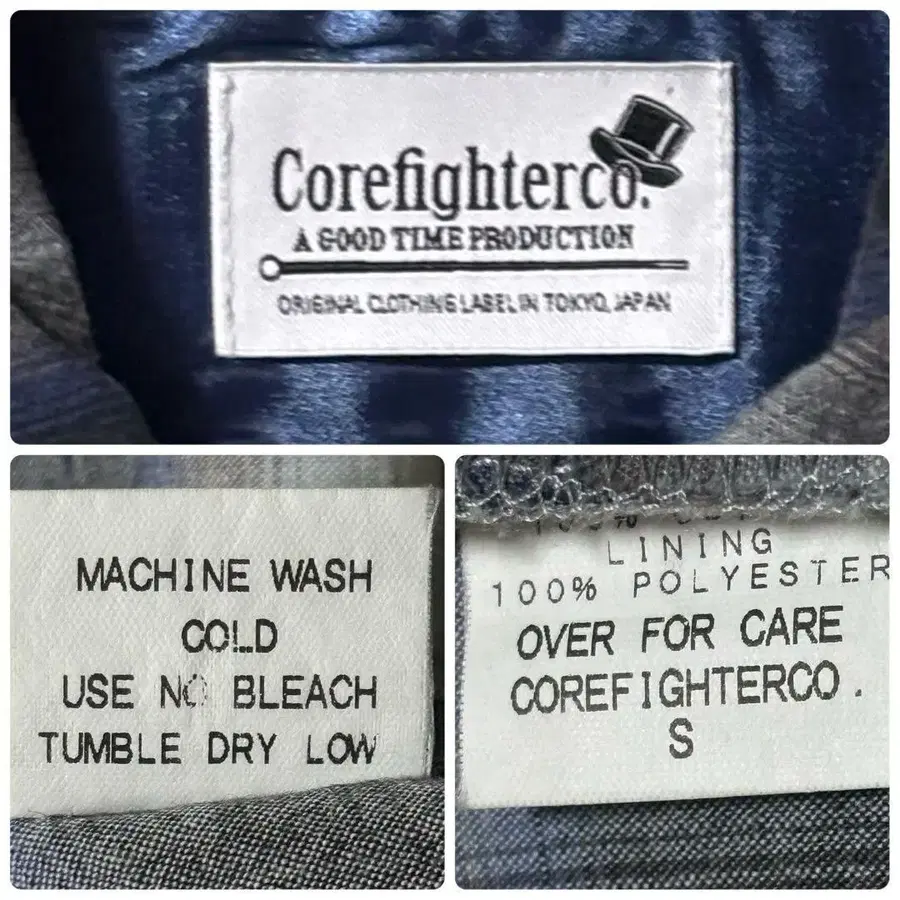 Corefighterco.
A GOOD TIME PRODUCTION
ORIGINAL CLOTHING LABEL IN TOKYO, JAPAN
MACHINE WASH
COLD
USE NO BLEACH
TUMBLE DRY LOW
LINING
100% POLYESTER
OVER FOR CARE
COREFIGHTERCO.
S